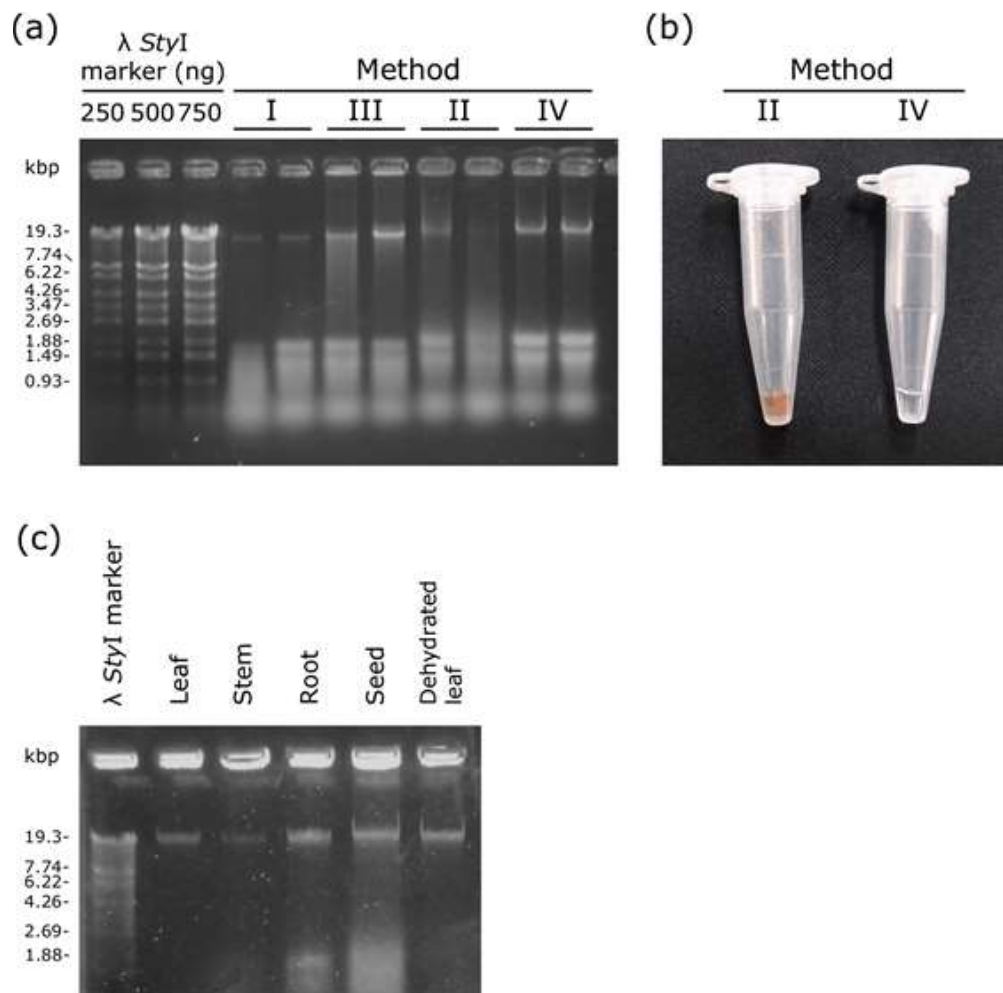 (a)
λ StyI
marker (ng)
Method
250 500 750
I III II IV
kbp
19.3-
7.74
6.22-
4.26-
3.47-
2.69-
1.88-
1.49-
0.93-
(b)
Method
II IV
(c)
λ StyI marker
Leaf
Stem
Root
Seed
Dehydrated
leaf
kbp
19.3-
7.74-
6.22-
4.26-
2.69-
1.88-